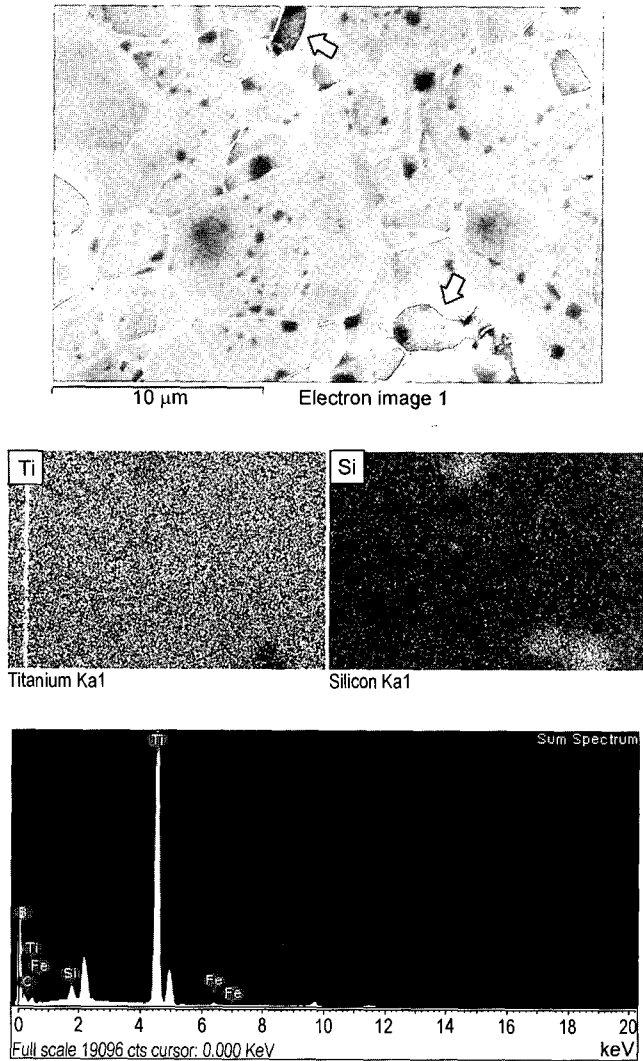 10 μm Electron image 1
Ti Si
Titanium Ka1 Silicon Ka1
Sum Spectrum
Ti
Ti
Fe
C
Si
Fe
Fe
0 2 4 6 8 10 12 14 16 18 20
Full scale 19096 cts cursor: 0.000 KeV keV